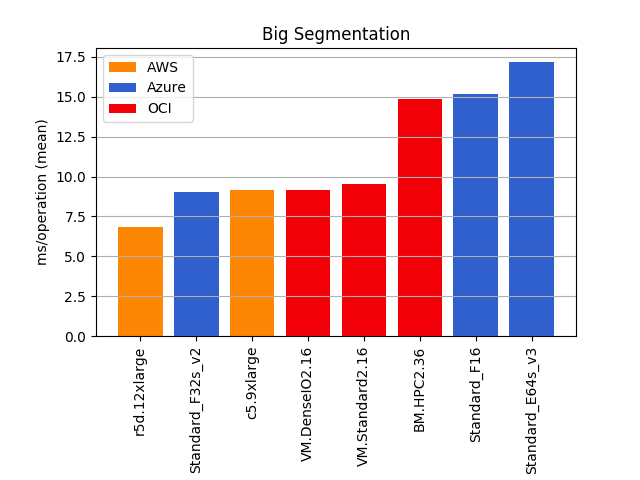 Big Segmentation
AWS
Azure
OCI
ms/operation (mean)
17.5
15.0
12.5
10.0
7.5
5.0
2.5
0.0
r5d.12xlarge
Standard_F32s_v2
c5.9xlarge
VM.DenseIO2.16
VM.Standard2.16
BM.HPC2.36
Standard_F16
Standard_E64s_v3